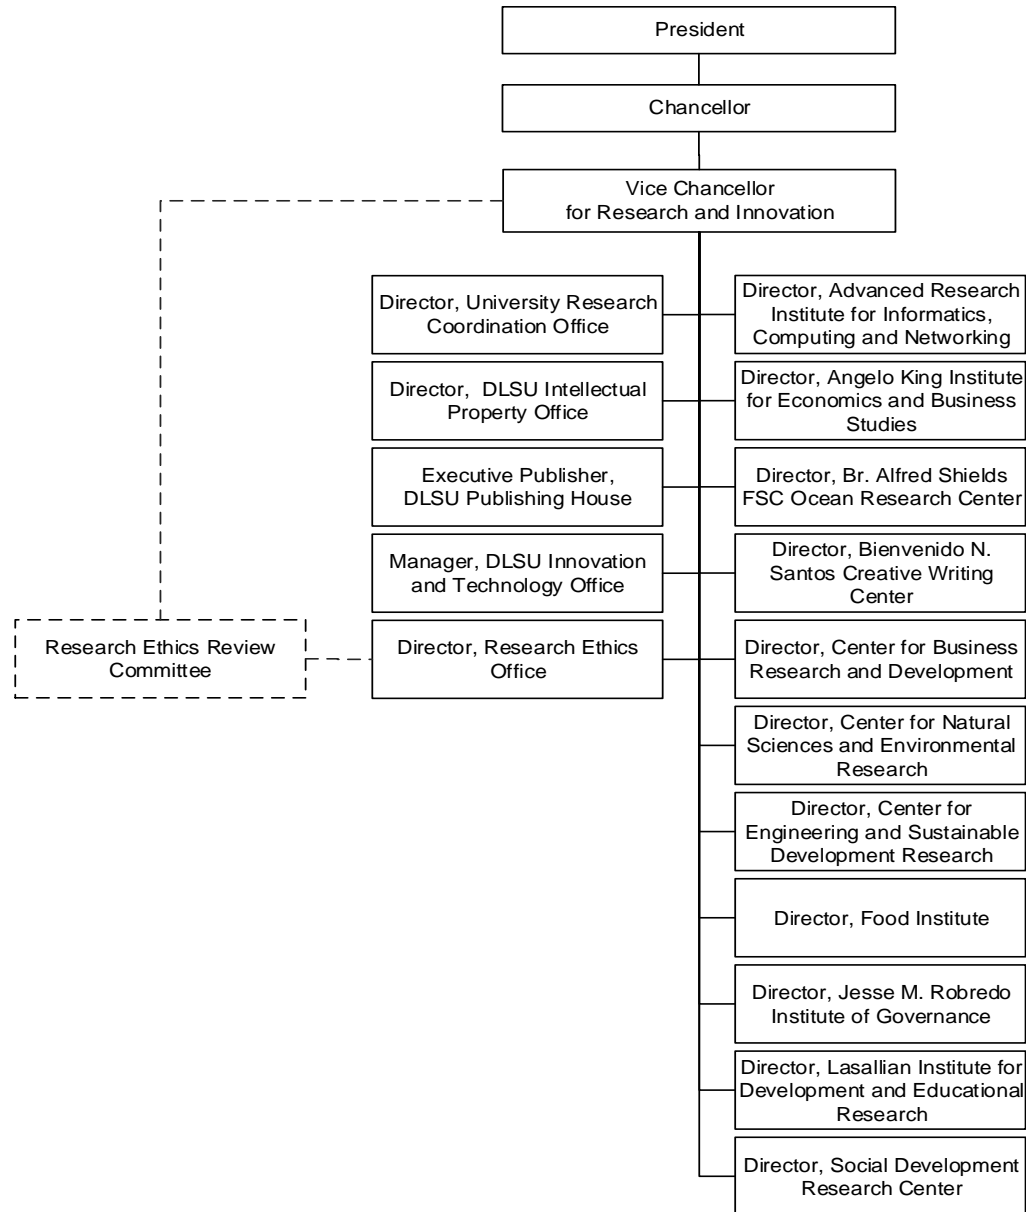 President
Chancellor
Vice Chancellor
for Research and Innovation
Director, University Research
Coordination Office
Director, Advanced Research
Institute for Informatics,
Computing and Networking
Director, DLSU Intellectual
Property Office
Director, Angelo King Institute
for Economics and Business
Studies
Executive Publisher,
DLSU Publishing House
Director, Br. Alfred Shields
FSC Ocean Research Center
Manager, DLSU Innovation
and Technology Office
Director, Bienvenido N.
Santos Creative Writing
Center
Research Ethics Review
Committee
Director, Research Ethics
Office
Director, Center for Business
Research and Development
Director, Center for Natural
Sciences and Environmental
Research
Director, Center for
Engineering and Sustainable
Development Research
Director, Food Institute
Director, Jesse M. Robredo
Institute of Governance
Director, Lasallian Institute for
Development and Educational
Research
Director, Social Development
Research Center